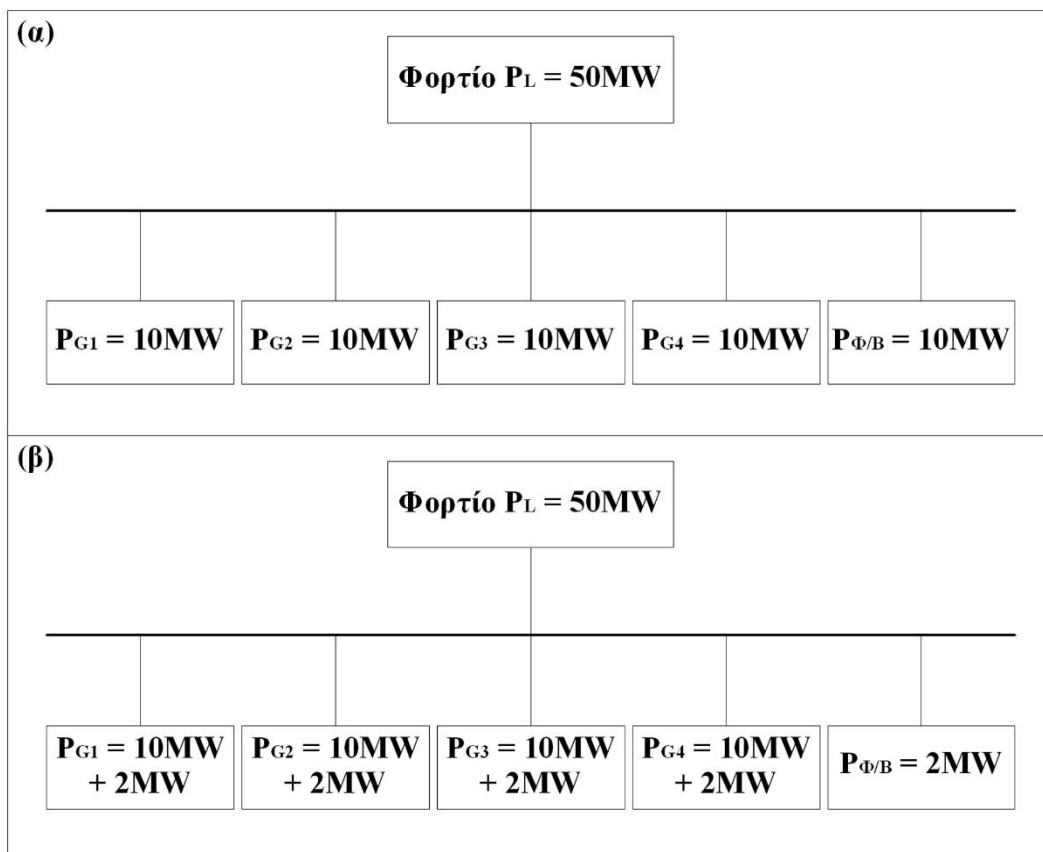 (α)
Φορτίο PL = 50MW
PG1 = 10MW
PG2 = 10MW
PG3 = 10MW
PG4 = 10MW
PΦ/Β = 10MW
(β)
Φορτίο PL = 50MW
PG1 = 10MW
+ 2MW
PG2 = 10MW
+ 2MW
PG3 = 10MW
+ 2MW
PG4 = 10MW
+ 2MW
PΦ/Β = 2MW